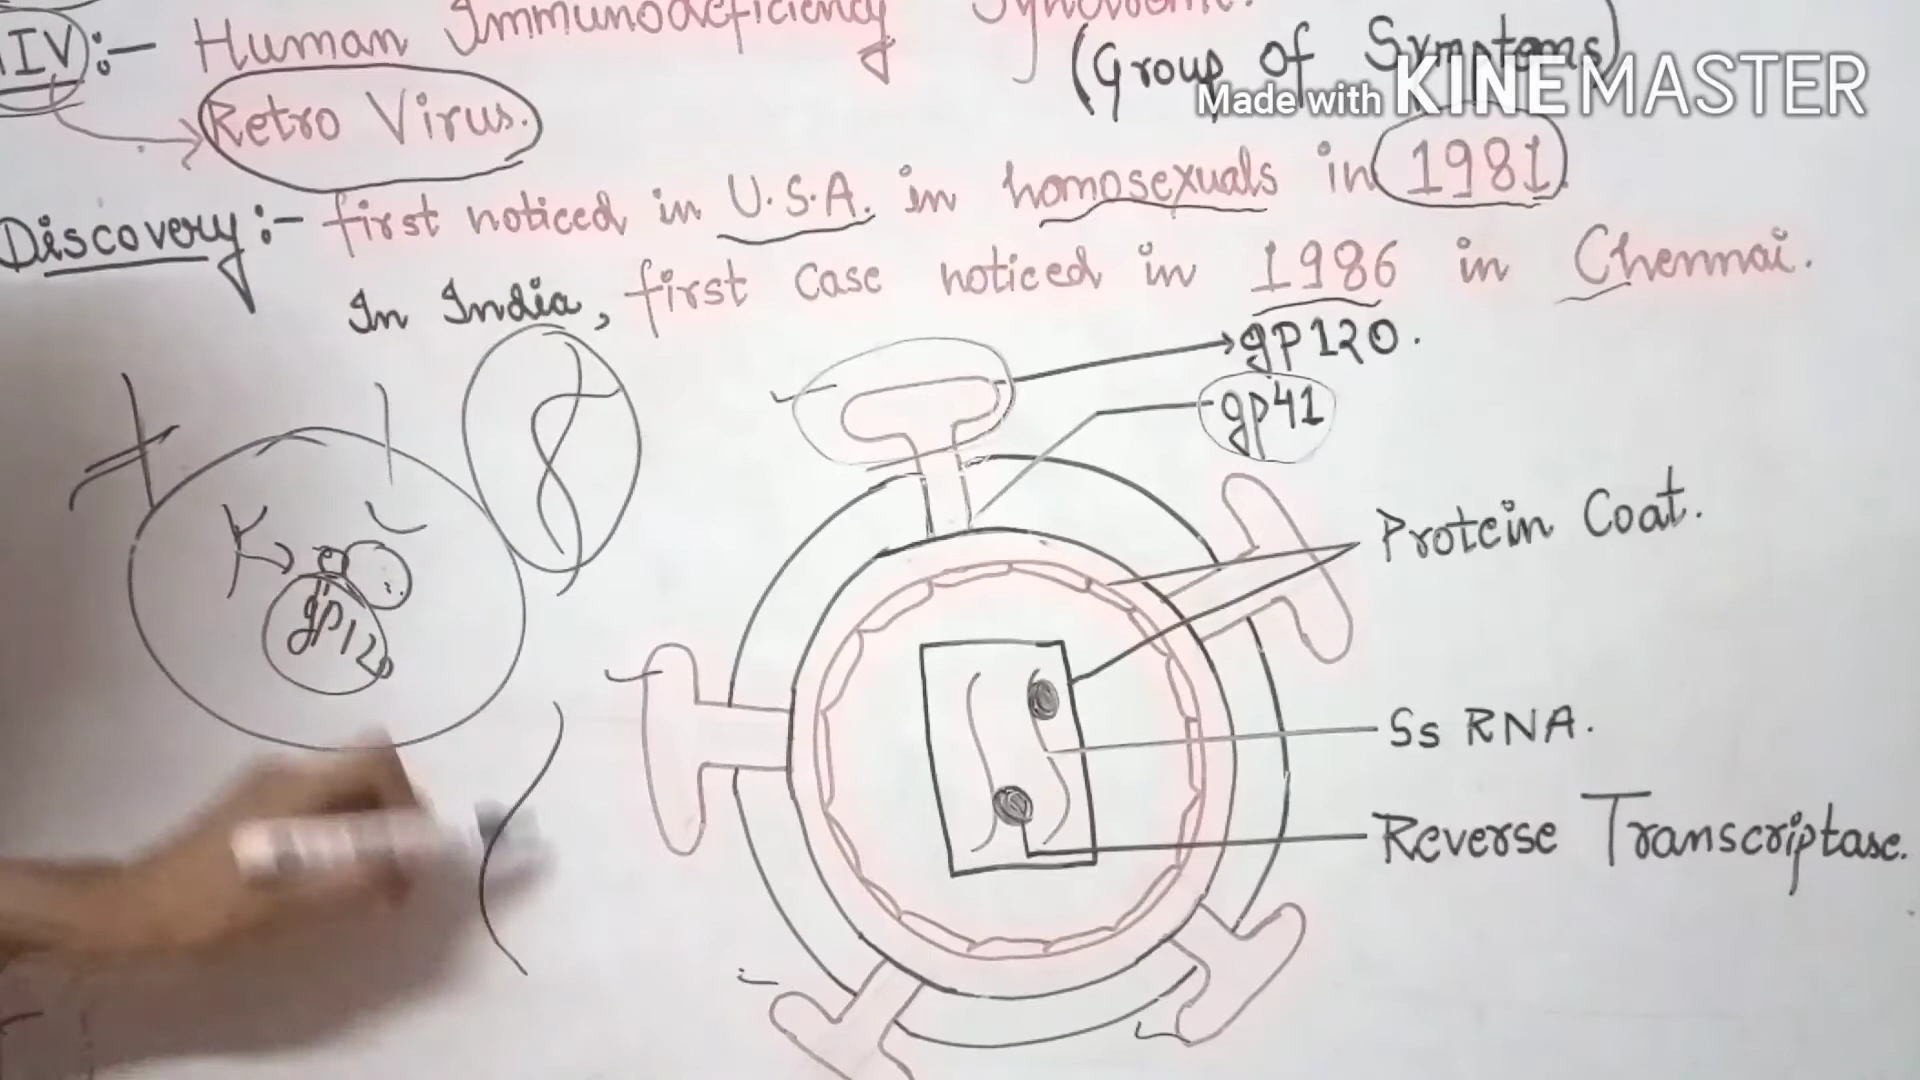 IV :- Human Immunodeficiency Syndrome.
(Group of Symptoms)
Made with KINEMASTER
Retro Virus.
Discovery :- first noticed in U.S.A. in homosexuals in 1981.
In India, first case noticed in 1986 in Chennai.
gp120.
gp41
Protein Coat.
gp120
Ss RNA.
Reverse Transcriptase.